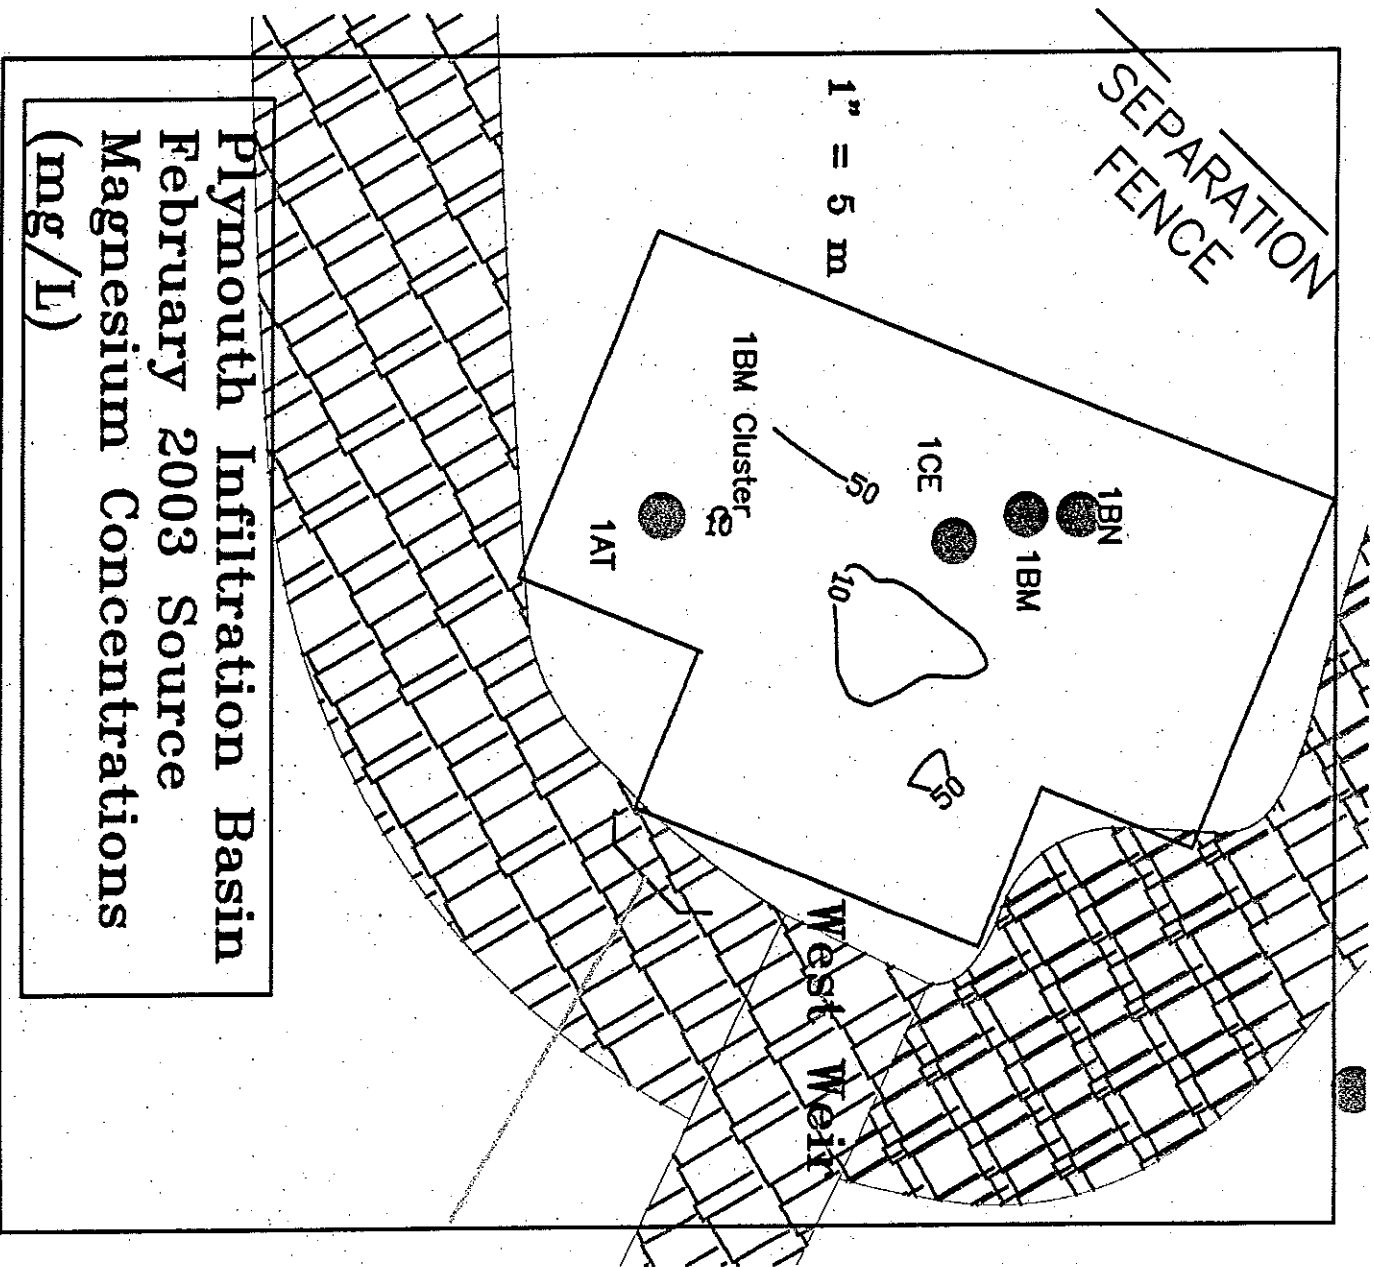 SEPARATION
FENCE
1" = 5 m
1BN
1BM
1CE
50
1BM Cluster
10
10
1AT
50
West Weir
Plymouth Infiltration Basin
February 2003 Source
Magnesium Concentrations
(mg/L)